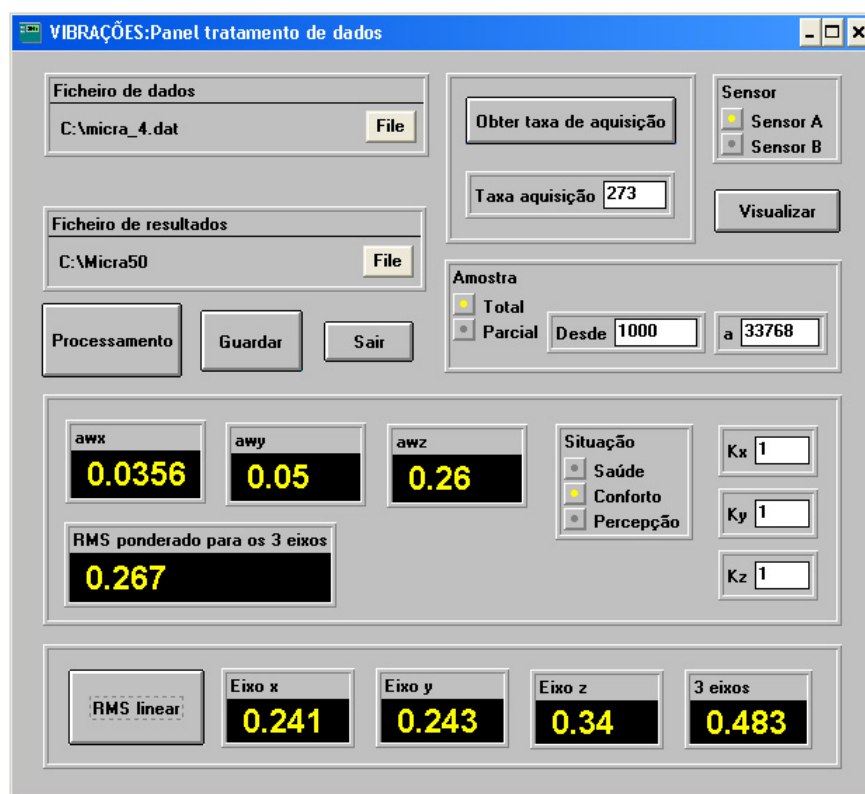 VIBRAÇÕES:Panel tratamento de dados
Ficheiro de dados
C:\micra_4.dat
File
Obter taxa de aquisição
Taxa aquisição 273
Sensor
Sensor A
Sensor B
Visualizar
Ficheiro de resultados
C:\Micra50
File
Amostra
Total
Parcial
Desde 1000
a 33768
Processamento
Guardar
Sair
awx
0.0356
awy
0.05
awz
0.26
Situação
Saúde
Conforto
Percepção
Kx 1
Ky 1
Kz 1
RMS ponderado para os 3 eixos
0.267
RMS linear
Eixo x
0.241
Eixo y
0.243
Eixo z
0.34
3 eixos
0.483